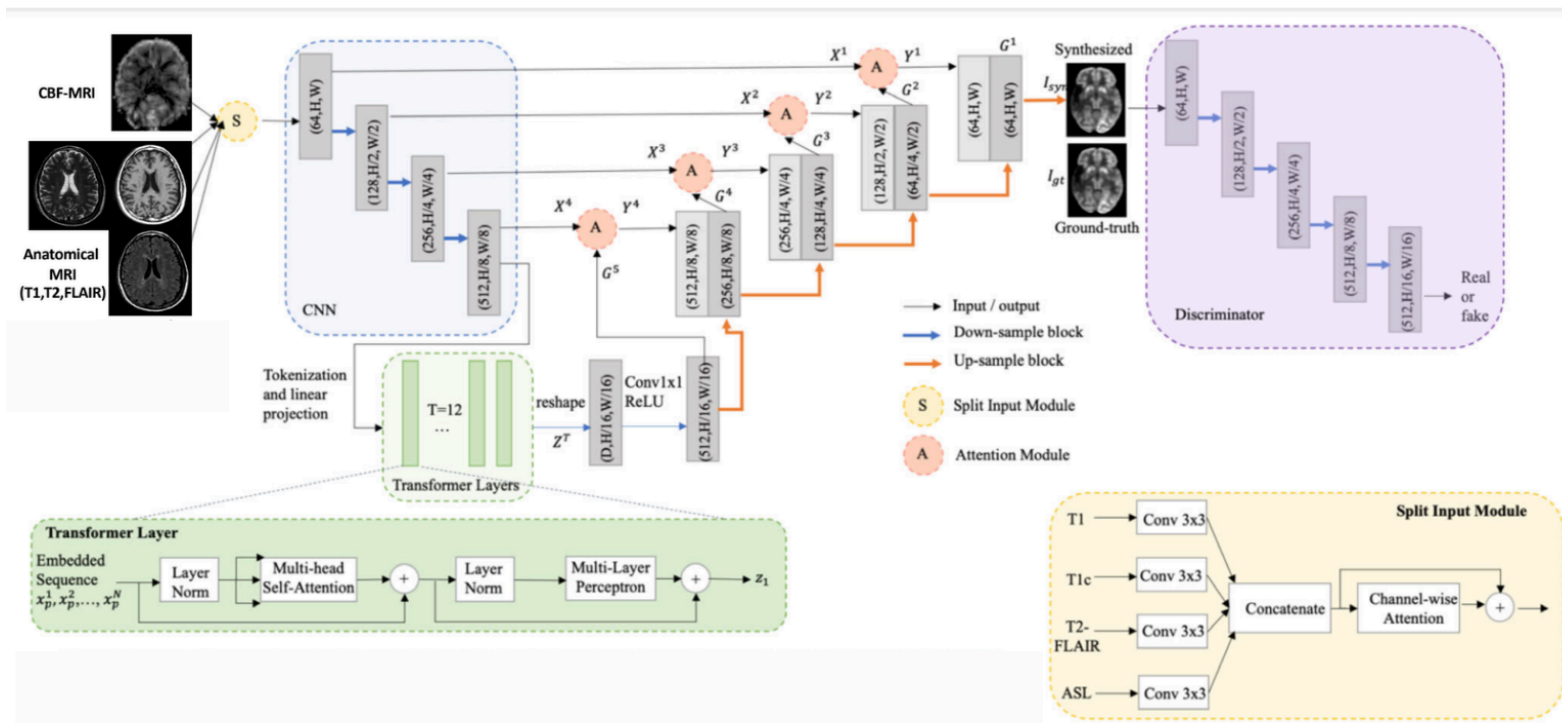 CBF-MRI
Anatomical
MRI
(T1,T2,FLAIR)
S
(64,H,W)
(128,H/2,W/2)
(256,H/4,W/4)
(512,H/8,W/8)
CNN
X¹
A
Y¹
X²
A
Y²
X³
A
Y³
X⁴
A
Y⁴
G¹
G²
G³
G⁴
G⁵
(64,H,W)
(64,H,W)
(128,H/2,W/2)
(64,H/4,W/2)
(256,H/4,W/4)
(128,H/4,W/4)
(512,H/8,W/8)
(256,H/8,W/8)
Synthesized
I_syn
I_gt
Ground-truth
(64,H,W)
(128,H/2,W/2)
(256,H/4,W/4)
(512,H/8,W/8)
(512,H/16,W/16)
Discriminator
Real
or
fake
Input / output
Down-sample block
Up-sample block
S
Split Input Module
A
Attention Module
Tokenization
and linear
projection
T=12
...
Transformer Layers
reshape
Zᵀ
(D,H/16,W/16)
Conv1x1
ReLU
(512,H/16,W/16)
Transformer Layer
Embedded
Sequence
x_p^1, x_p^2,..., x_p^N
Layer
Norm
Multi-head
Self-Attention
+
Layer
Norm
Multi-Layer
Perceptron
+
z₁
Split Input Module
T1
Conv 3x3
T1c
Conv 3x3
T2-
FLAIR
Conv 3x3
ASL
Conv 3x3
Concatenate
Channel-wise
Attention
+